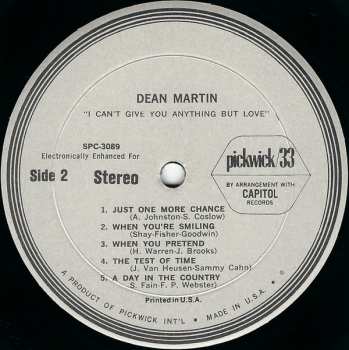 DEAN MARTIN
"I CAN'T GIVE YOU ANYTHING BUT LOVE"
SPC-3089
Electronically Enhanced For
Side 2 Stereo
pickwick/33
BY ARRANGEMENT WITH
CAPITOL
RECORDS
1. JUST ONE MORE CHANCE
(A. Johnston-S. Coslow)
2. WHEN YOU'RE SMILING
(Shay-Fisher-Goodwin)
3. WHEN YOU PRETEND
(H. Warren-J. Brooks)
4. THE TEST OF TIME
(J. Van Heusen-Sammy Cahn)
5. A DAY IN THE COUNTRY
S. Fain-F. P. Webster)
Printed in U.S.A.
A PRODUCT OF PICKWICK INT'L. • MADE IN U.S.A.